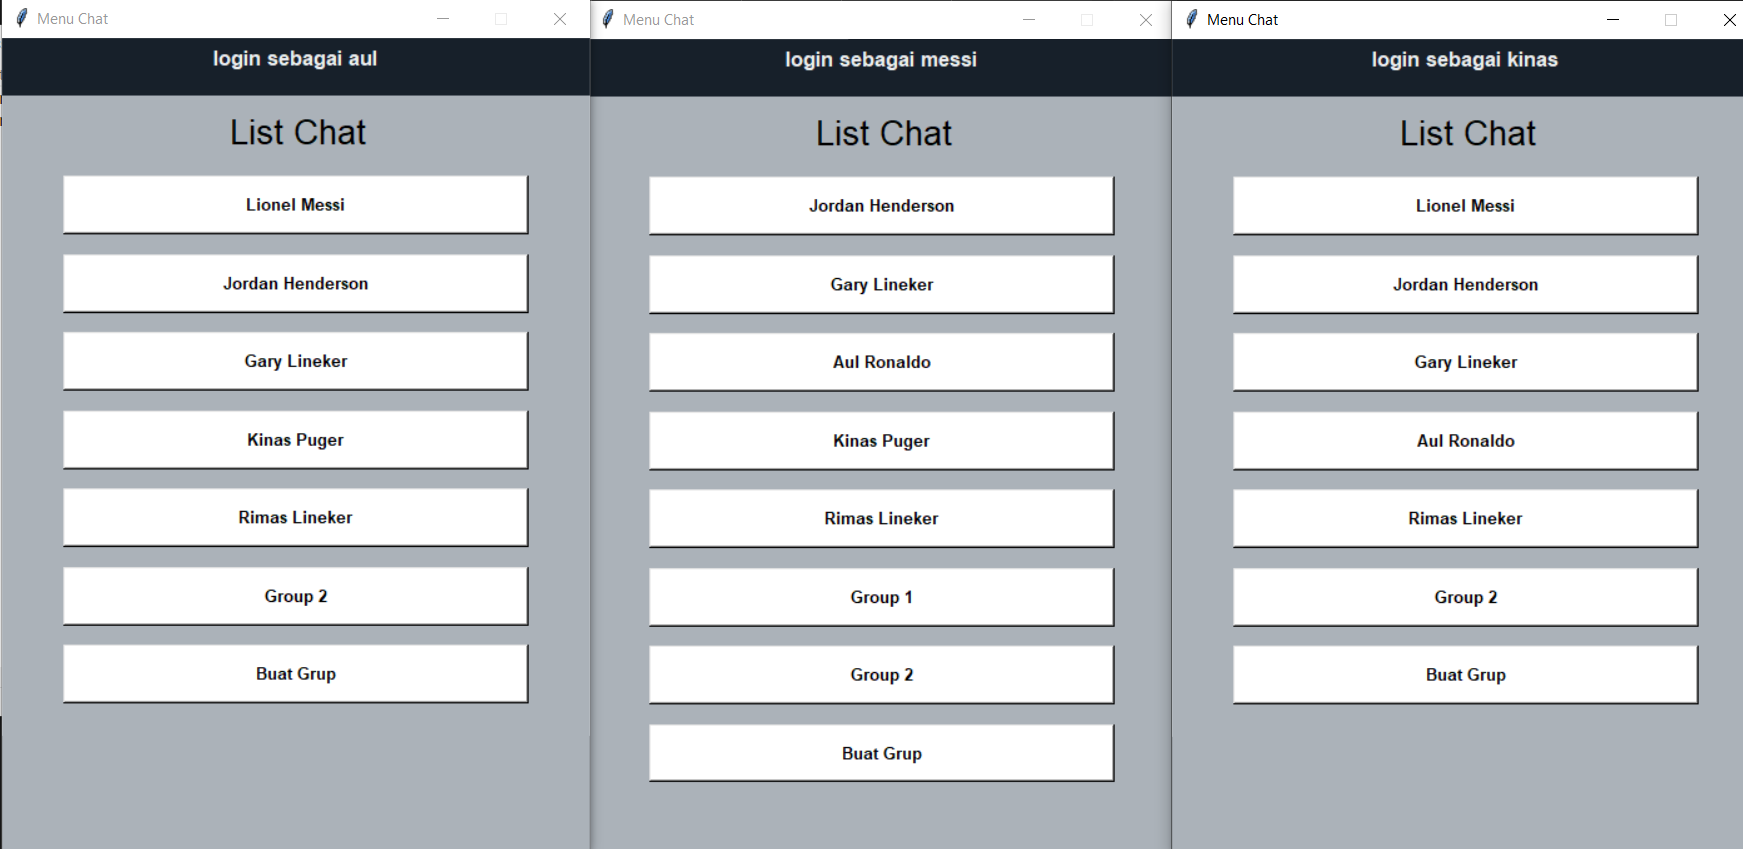 Menu Chat
login sebagai aul
List Chat
Lionel Messi
Jordan Henderson
Gary Lineker
Kinas Puger
Rimas Lineker
Group 2
Buat Grup
Menu Chat
login sebagai messi
List Chat
Jordan Henderson
Gary Lineker
Aul Ronaldo
Kinas Puger
Rimas Lineker
Group 1
Group 2
Buat Grup
Menu Chat
login sebagai kinas
List Chat
Lionel Messi
Jordan Henderson
Gary Lineker
Aul Ronaldo
Rimas Lineker
Group 2
Buat Grup